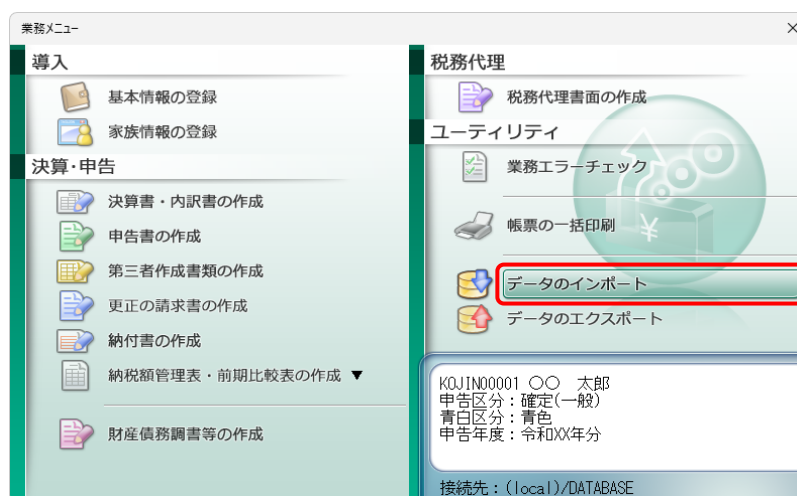 業務メニュー
導入
基本情報の登録
家族情報の登録
決算･申告
決算書・内訳書の作成
申告書の作成
第三者作成書類の作成
更正の請求書の作成
納付書の作成
納税額管理表・前期比較表の作成 ▼
財産債務調書等の作成
税務代理
税務代理書面の作成
ユーティリティ
業務エラーチェック
帳票の一括印刷
データのインポート
データのエクスポート
KOJIN00001 〇〇 太郎
申告区分：確定(一般)
青白区分：青色
申告年度：令和XX年分
接続先：(local)/DATABASE